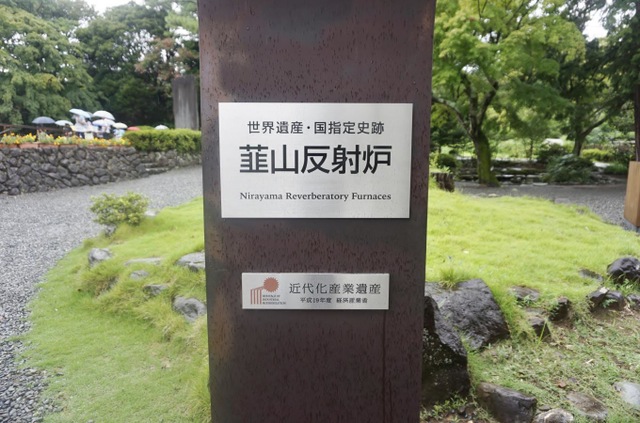 世界遺産・国指定史跡
韮山反射炉
Nirayama Reverberatory Furnaces
近代化産業遺産
平成19年度 経済産業省